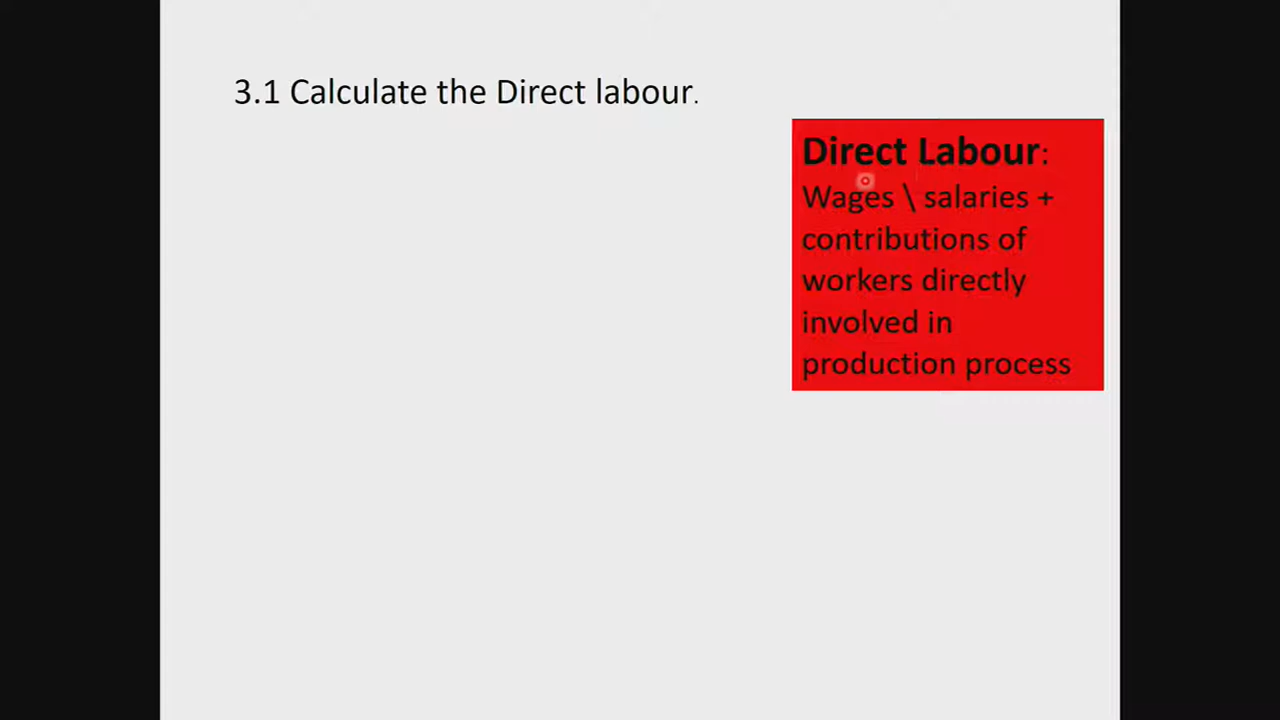 3.1 Calculate the Direct labour.
Direct Labour:
Wages \ salaries +
contributions of
workers directly
involved in
production process